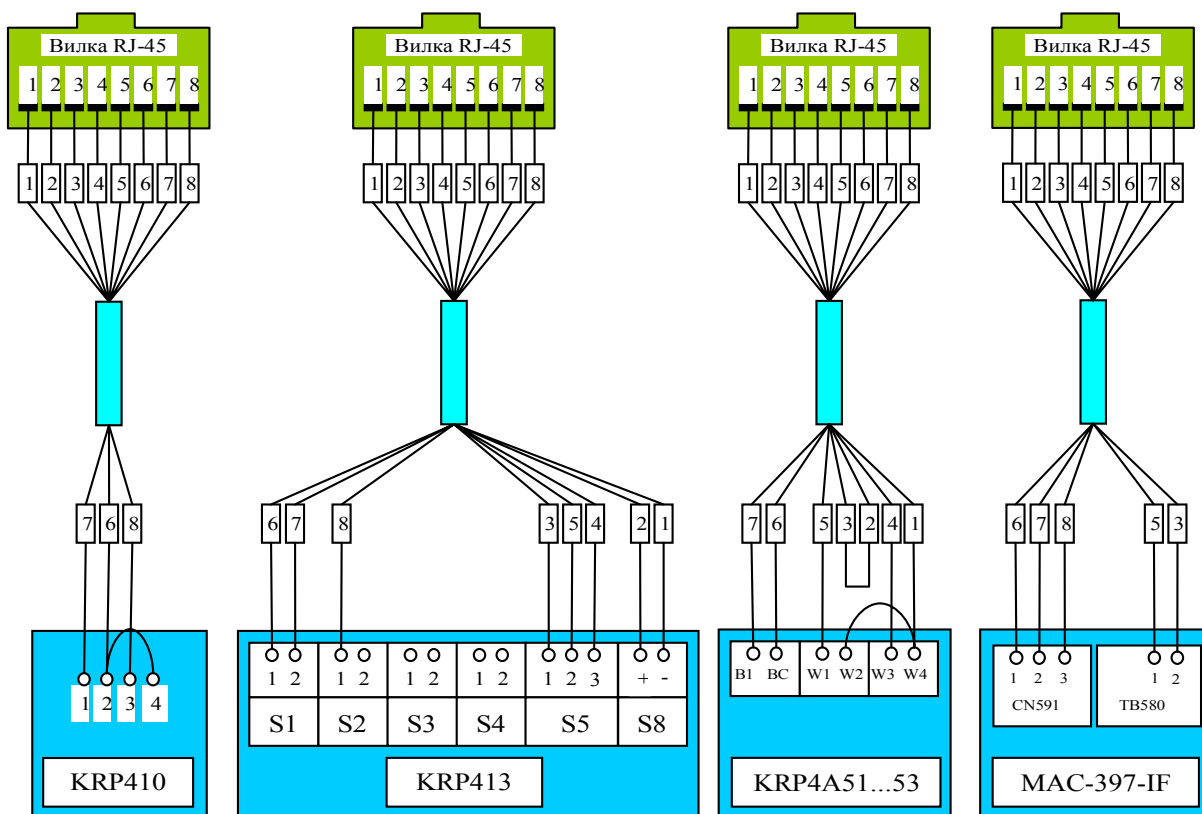 Вилка RJ-45 Вилка RJ-45 Вилка RJ-45 Вилка RJ-45
1 2 3 4 5 6 7 8 1 2 3 4 5 6 7 8 1 2 3 4 5 6 7 8 1 2 3 4 5 6 7 8
1 2 3 4 5 6 7 8 1 2 3 4 5 6 7 8 1 2 3 4 5 6 7 8 1 2 3 4 5 6 7 8
7 6 8 6 7 8 3 5 4 2 1 7 6 5 3 2 4 1 6 7 8 5 3
1 2 3 4 1 2 1 2 1 2 1 2 1 2 3 + - B1 BC W1 W2 W3 W4 1 2 3 1 2
S1 S2 S3 S4 S5 S8 CN591 TB580
KRP410 KRP413 KRP4A51...53 MAC-397-IF